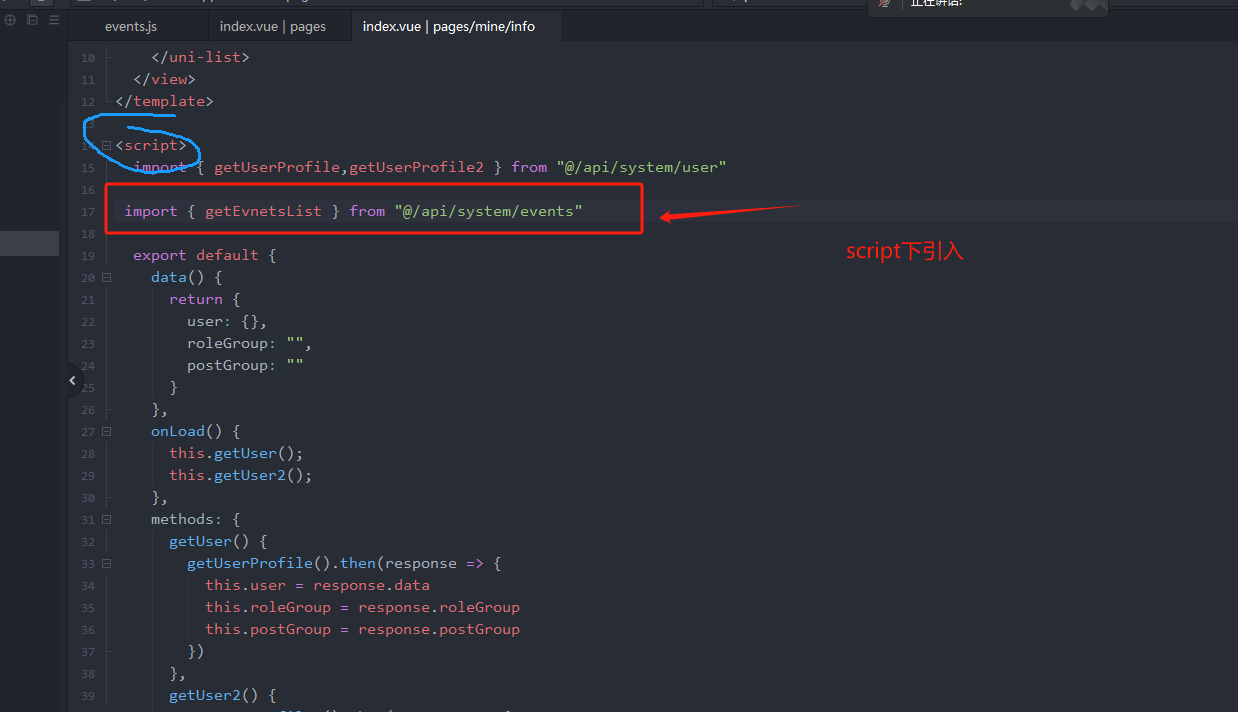 正在讲话:
events.js
index.vue | pages
index.vue | pages/mine/info
10 </uni-list>
11 </view>
12 </template>
13
14 <script>
15 import { getUserProfile,getUserProfile2 } from "@/api/system/user"
16
17 import { getEvnetsList } from "@/api/system/events"
18
script下引入
19 export default {
20 data() {
21 return {
22 user: {},
23 roleGroup: "",
24 postGroup: ""
25 }
26 },
27 onLoad() {
28 this.getUser();
29 this.getUser2();
30 },
31 methods: {
32 getUser() {
33 getUserProfile().then(response => {
34 this.user = response.data
35 this.roleGroup = response.roleGroup
36 this.postGroup = response.postGroup
37 })
38 },
39 getUser2() {